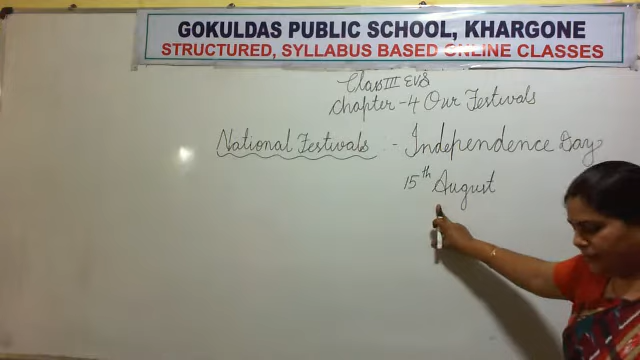 GOKULDAS PUBLIC SCHOOL, KHARGONE
STRUCTURED, SYLLABUS BASED ONLINE CLASSES
Class III EVS
Chapter - 4 Our Festivals
National Festivals :- Independence Day
15th August